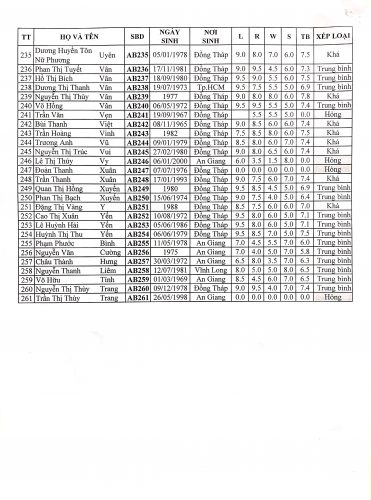 TT HỌ VÀ TÊN SBD NGÀY SINH NƠI SINH L R W S TB XẾP LOẠI
235 Dương Huyền Tôn Nữ Phương Uyên AB235 05/01/1978 Đồng Tháp 9.0 8.0 7.0 6.0 7.5 Khá
236 Phan Thị Tuyết Vân AB236 17/11/1981 Đồng Tháp 9.0 9.5 6.0 5.0 7.3 Trung bình
237 Hồ Thị Bích Vân AB237 18/09/1980 Đồng Tháp 9.5 9.0 5.5 6.0 7.5 Trung bình
238 Dương Thị Thanh Vân AB238 19/07/1973 Tp.HCM 9.5 7.5 5.5 5.0 6.9 Trung bình
239 Nguyễn Thị Thúy Vân AB239 1977 Đồng Tháp 9.0 8.0 8.0 6.0 7.8 Khá
240 Võ Hồng Vân AB240 06/05/1972 Đồng Tháp 9.5 9.5 5.5 5.0 7.4 Trung bình
241 Trần Văn Vẹn AB241 19/09/1967 Đồng Tháp 5.5 5.5 5.0 0.0 Hỏng
242 Bùi Thanh Việt AB242 08/11/1965 Đồng Tháp 9.0 8.5 6.0 6.0 7.4 Khá
243 Trần Hoàng Vinh AB243 1982 Đồng Tháp 7.5 8.5 8.0 6.0 7.5 Khá
244 Trương Anh Vũ AB244 09/01/1979 Đồng Tháp 8.5 8.0 6.0 7.0 7.4 Khá
245 Nguyễn Thị Trúc Vui AB245 27/02/1980 Đồng Tháp 9.0 8.0 6.5 6.0 7.4 Khá
246 Lê Thị Thúy Vy AB246 06/01/2000 An Giang 6.0 3.5 1.5 8.0 0.0 Hỏng
247 Đoàn Thanh Xuân AB247 07/07/1976 Đồng Tháp 0.0 0.0 0.0 0.0 0.0 Hỏng
248 Trần Thanh Xuân AB248 17/01/1993 Đồng Tháp 9.0 7.5 6.0 7.0 7.4 Khá
249 Quan Thị Hồng Xuyến AB249 1980 Đồng Tháp 9.5 8.5 4.5 5.0 6.9 Trung bình
250 Phan Thị Bạch Xuyến AB250 15/06/1974 Đồng Tháp 9.0 7.5 4.0 5.0 6.4 Trung bình
251 Đặng Thị Vàng Y AB251 1988 Đồng Tháp 8.5 7.5 6.0 6.0 7.0 Khá
252 Cao Thị Xuân Yến AB252 10/08/1972 Đồng Tháp 9.5 8.0 6.0 5.0 7.1 Trung bình
253 Lê Huỳnh Hải Yến AB253 05/06/1986 Đồng Tháp 9.5 8.0 6.0 5.0 7.1 Trung bình
254 Huỳnh Thị Thu Yến AB254 06/09/1979 Đồng Tháp 9.5 8.0 7.0 5.5 7.5 Trung bình
255 Phạm Phước Bình AB255 11/05/1978 An Giang 7.0 4.5 5.5 7.0 6.0 Trung bình
256 Nguyễn Văn Cường AB256 1975 An Giang 7.0 4.0 5.0 7.0 5.8 Trung bình
257 Châu Thành Hưng AB257 30/03/1972 An Giang 6.5 8.0 3.5 7.0 6.3 Trung bình
258 Nguyễn Thanh Liêm AB258 12/07/1981 Vĩnh Long 8.0 5.0 5.0 8.0 6.5 Trung bình
259 Võ Hữu Tính AB259 01/03/1969 An Giang 8.5 6.0 4.5 7.0 6.5 Trung bình
260 Nguyễn Thị Thùy Trang AB260 09/12/1978 Đồng Tháp 9.0 9.5 4.0 7.0 7.4 Trung bình
261 Trần Thị Thùy Trang AB261 26/05/1998 An Giang 0.0 0.0 0.0 0.0 0.0 Hỏng